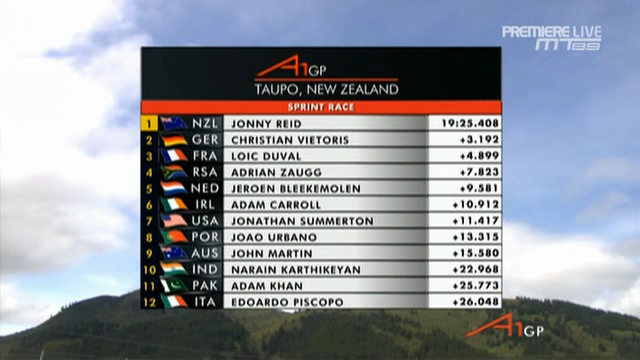 PREMIERE LIVE
A1GP
TAUPO, NEW ZEALAND
SPRINT RACE
1 NZL JONNY REID 19:25.408
2 GER CHRISTIAN VIETORIS +3.192
3 FRA LOIC DUVAL +4.899
4 RSA ADRIAN ZAUGG +7.823
5 NED JEROEN BLEEKEMOLEN +9.581
6 IRL ADAM CARROLL +10.912
7 USA JONATHAN SUMMERTON +11.417
8 POR JOAO URBANO +13.315
9 AUS JOHN MARTIN +15.580
10 IND NARAIN KARTHIKEYAN +22.968
11 PAK ADAM KHAN +25.773
12 ITA EDOARDO PISCOPO +26.048
A1GP